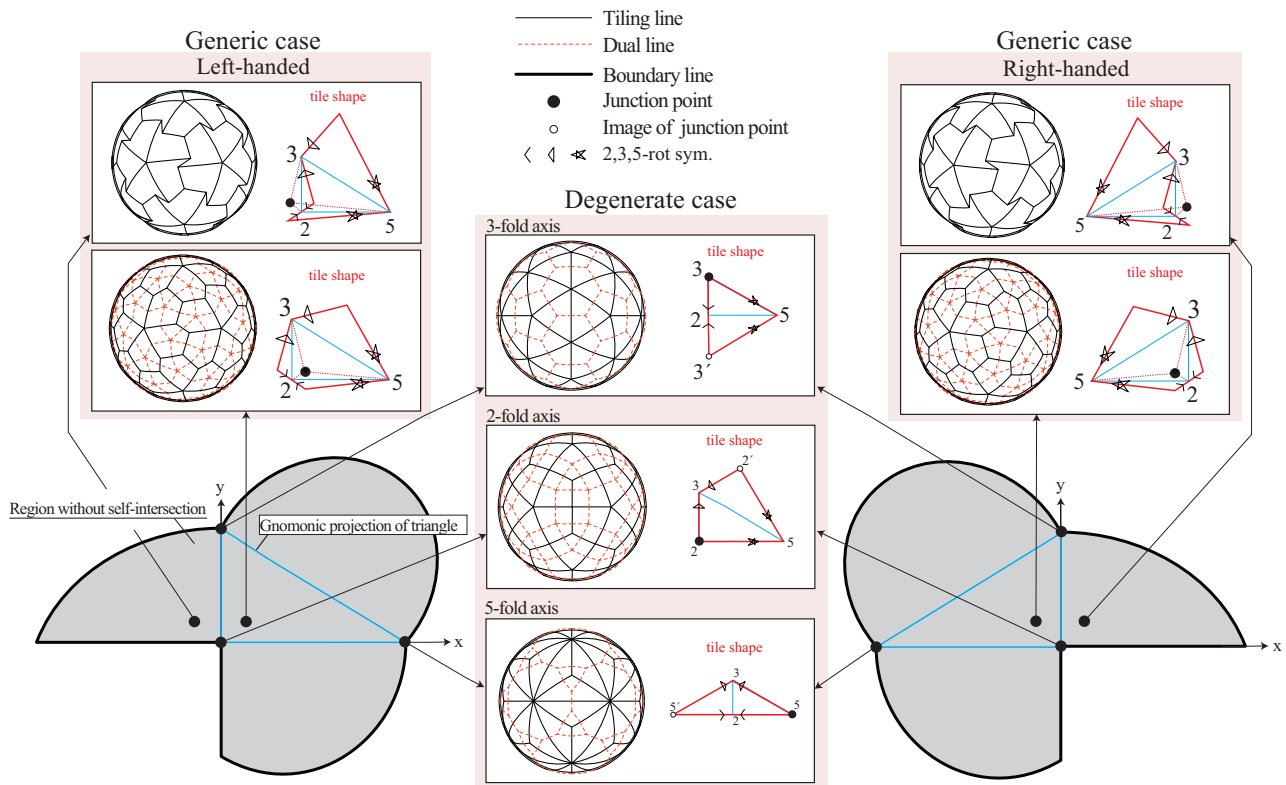 Tiling line
Dual line
Boundary line
Junction point
Image of junction point
2,3,5-rot sym.
Generic case
Left-handed
tile shape
3
2
5
tile shape
3
2
5
Degenerate case
3-fold axis
tile shape
3
2
5
3´
2-fold axis
tile shape
2´
3
2
5
5-fold axis
tile shape
3
5´
2
5
Generic case
Right-handed
tile shape
3
5
2
tile shape
3
5
2
Region without self-intersection
y
Gnomonic projection of triangle
x
y
x